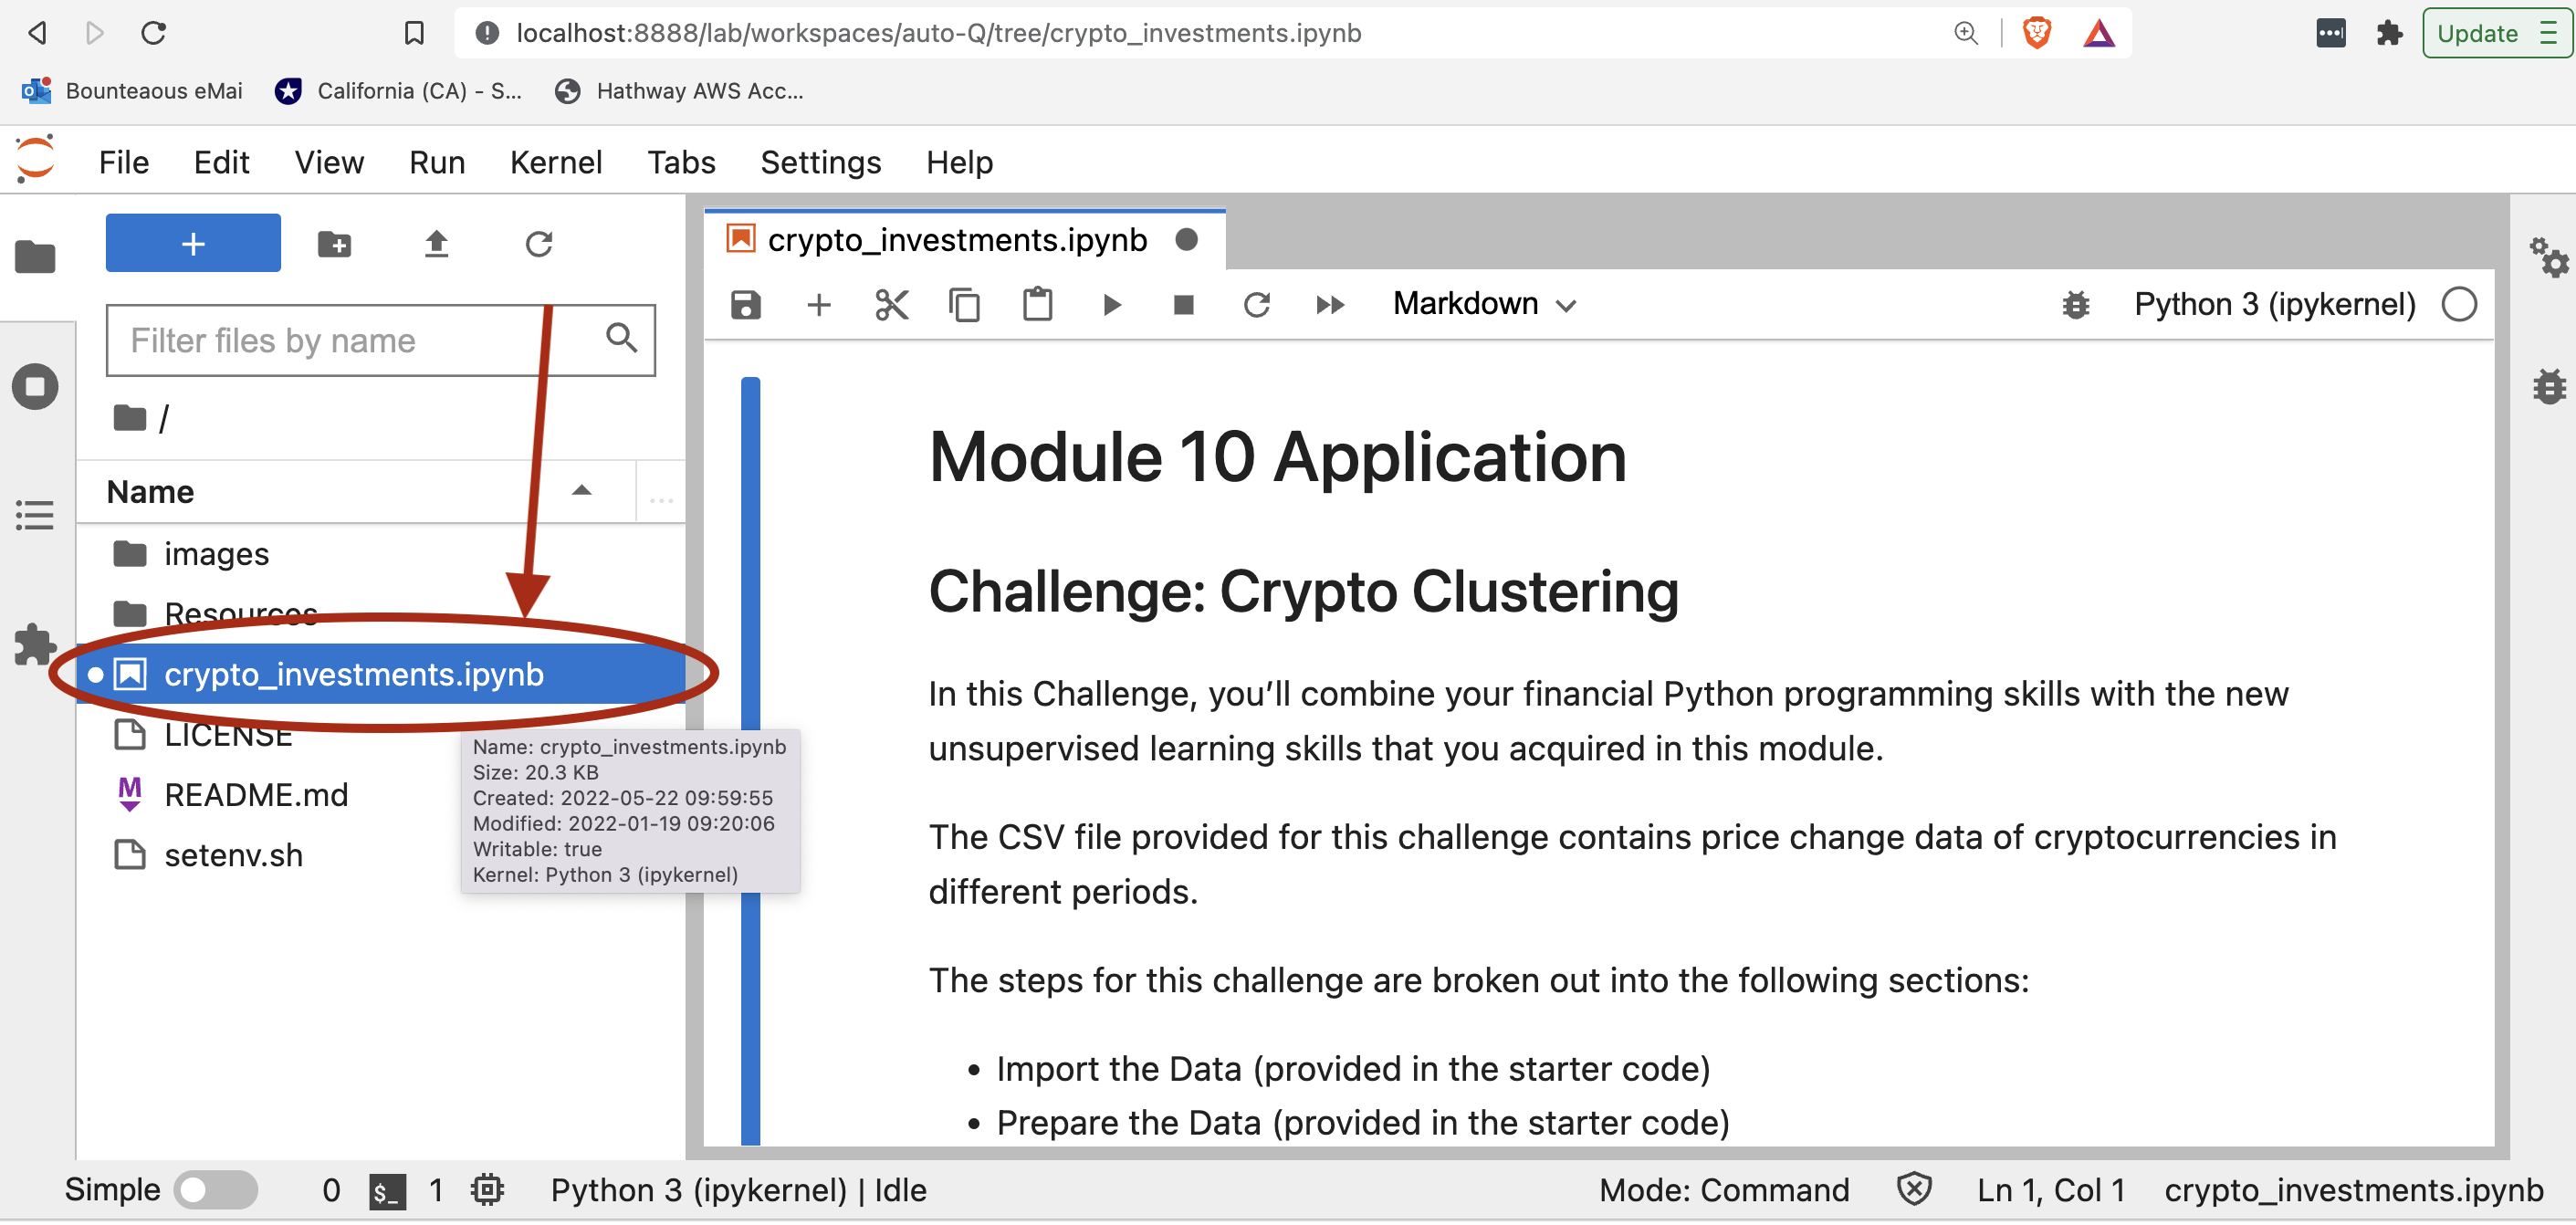 localhost:8888/lab/workspaces/auto-Q/tree/crypto_investments.ipynb
Update
Bounteaous eMai
California (CA) - S...
Hathway AWS Acc...
File Edit View Run Kernel Tabs Settings Help
+
crypto_investments.ipynb
Markdown
Python 3 (ipykernel)
Filter files by name
/
Name
...
images
Resources
crypto_investments.ipynb
LICENSE
README.md
setenv.sh
Name: crypto_investments.ipynb
Size: 20.3 KB
Created: 2022-05-22 09:59:55
Modified: 2022-01-19 09:20:06
Writable: true
Kernel: Python 3 (ipykernel)
Module 10 Application
Challenge: Crypto Clustering
In this Challenge, you’ll combine your financial Python programming skills with the new
unsupervised learning skills that you acquired in this module.
The CSV file provided for this challenge contains price change data of cryptocurrencies in
different periods.
The steps for this challenge are broken out into the following sections:
• Import the Data (provided in the starter code)
• Prepare the Data (provided in the starter code)
Simple 0 $_ 1 Python 3 (ipykernel) | Idle Mode: Command Ln 1, Col 1 crypto_investments.ipynb